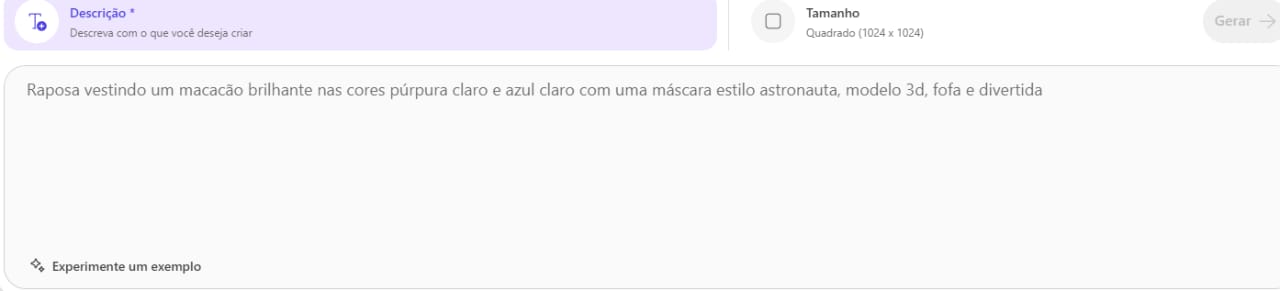 Descrição *
Descreva com o que você deseja criar
Tamanho
Quadrado (1024 x 1024)
Gerar
Raposa vestindo um macacão brilhante nas cores púrpura claro e azul claro com uma máscara estilo astronauta, modelo 3d, fofa e divertida
Experimente um exemplo